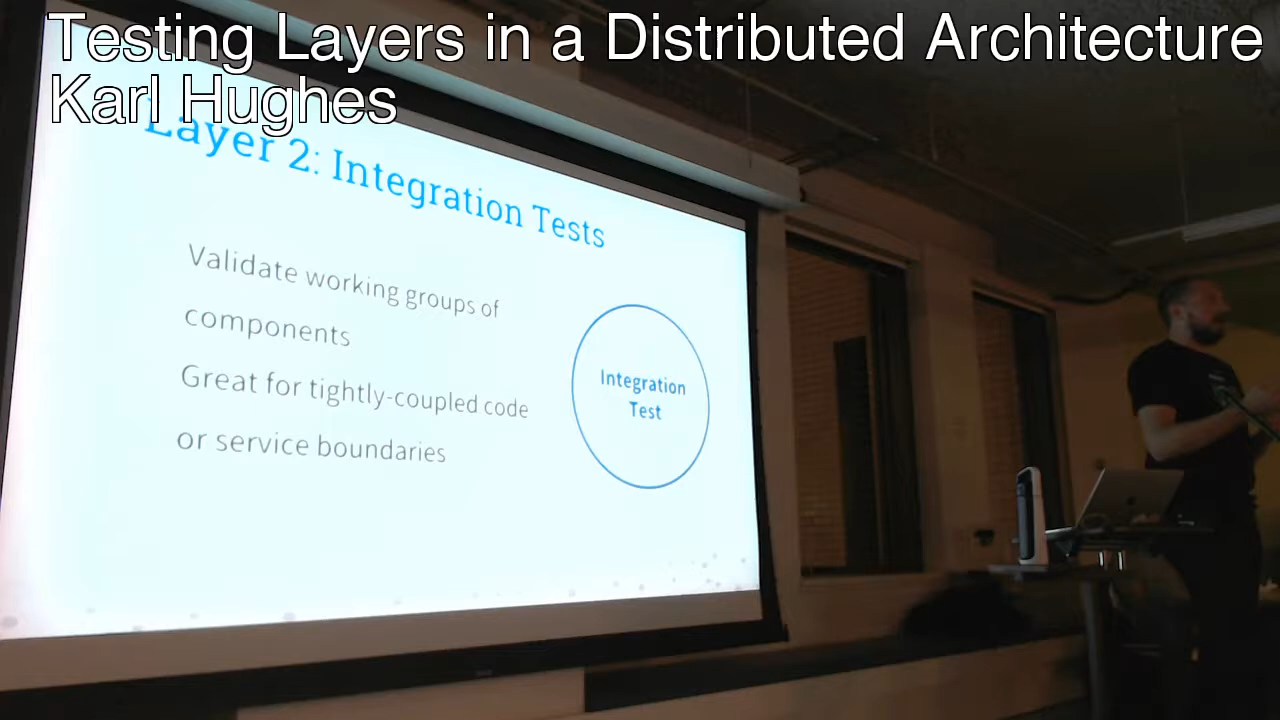 Testing Layers in a Distributed Architecture
Karl Hughes
Layer 2: Integration Tests
Validate working groups of
components
Great for tightly-coupled code
or service boundaries
Integration
Test